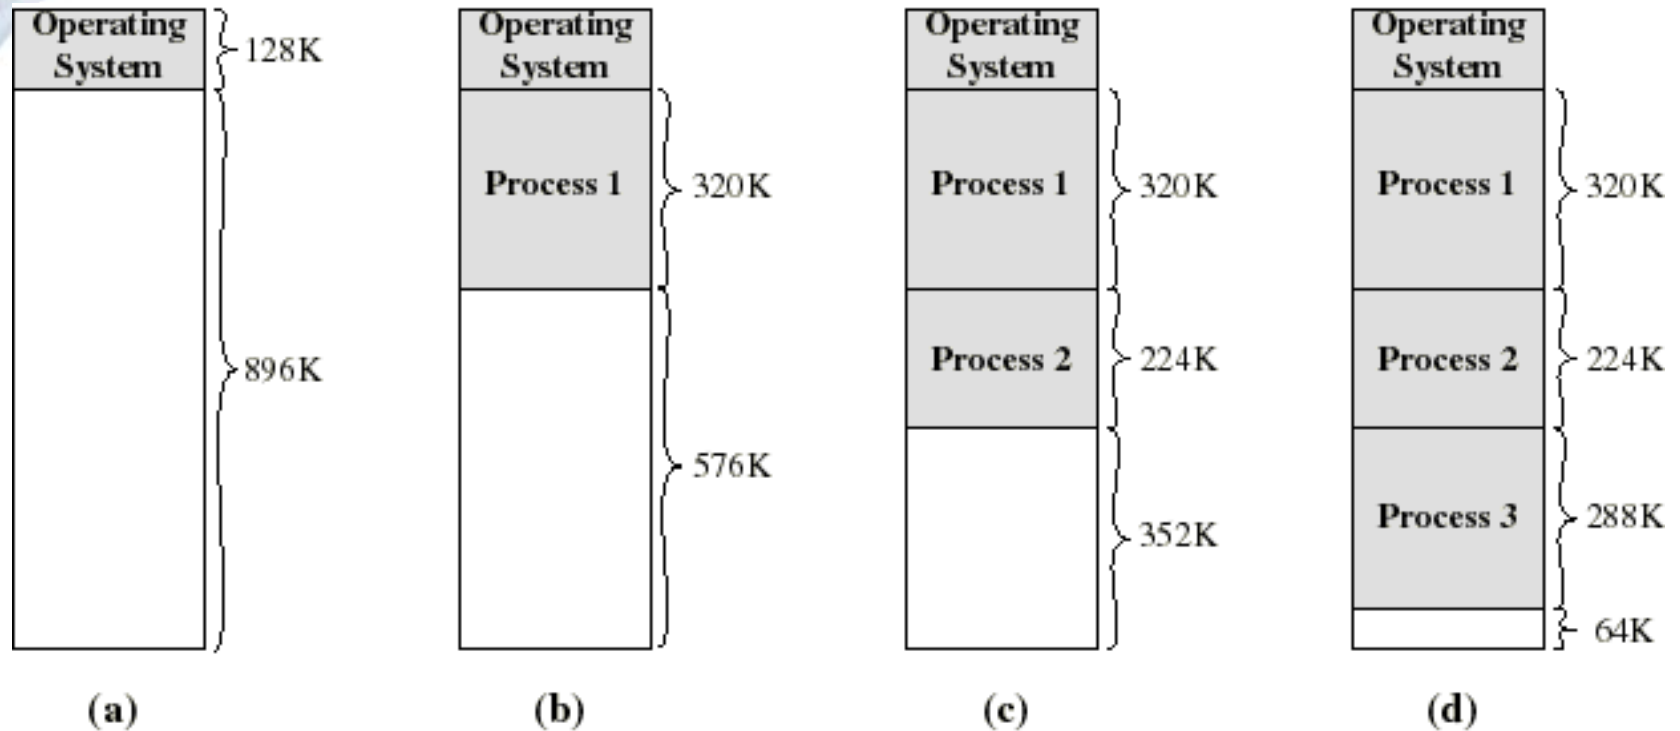 Operating
System
128K
896K
(a)
Operating
System
Process 1
320K
576K
(b)
Operating
System
Process 1
320K
Process 2
224K
352K
(c)
Operating
System
Process 1
320K
Process 2
224K
Process 3
288K
64K
(d)